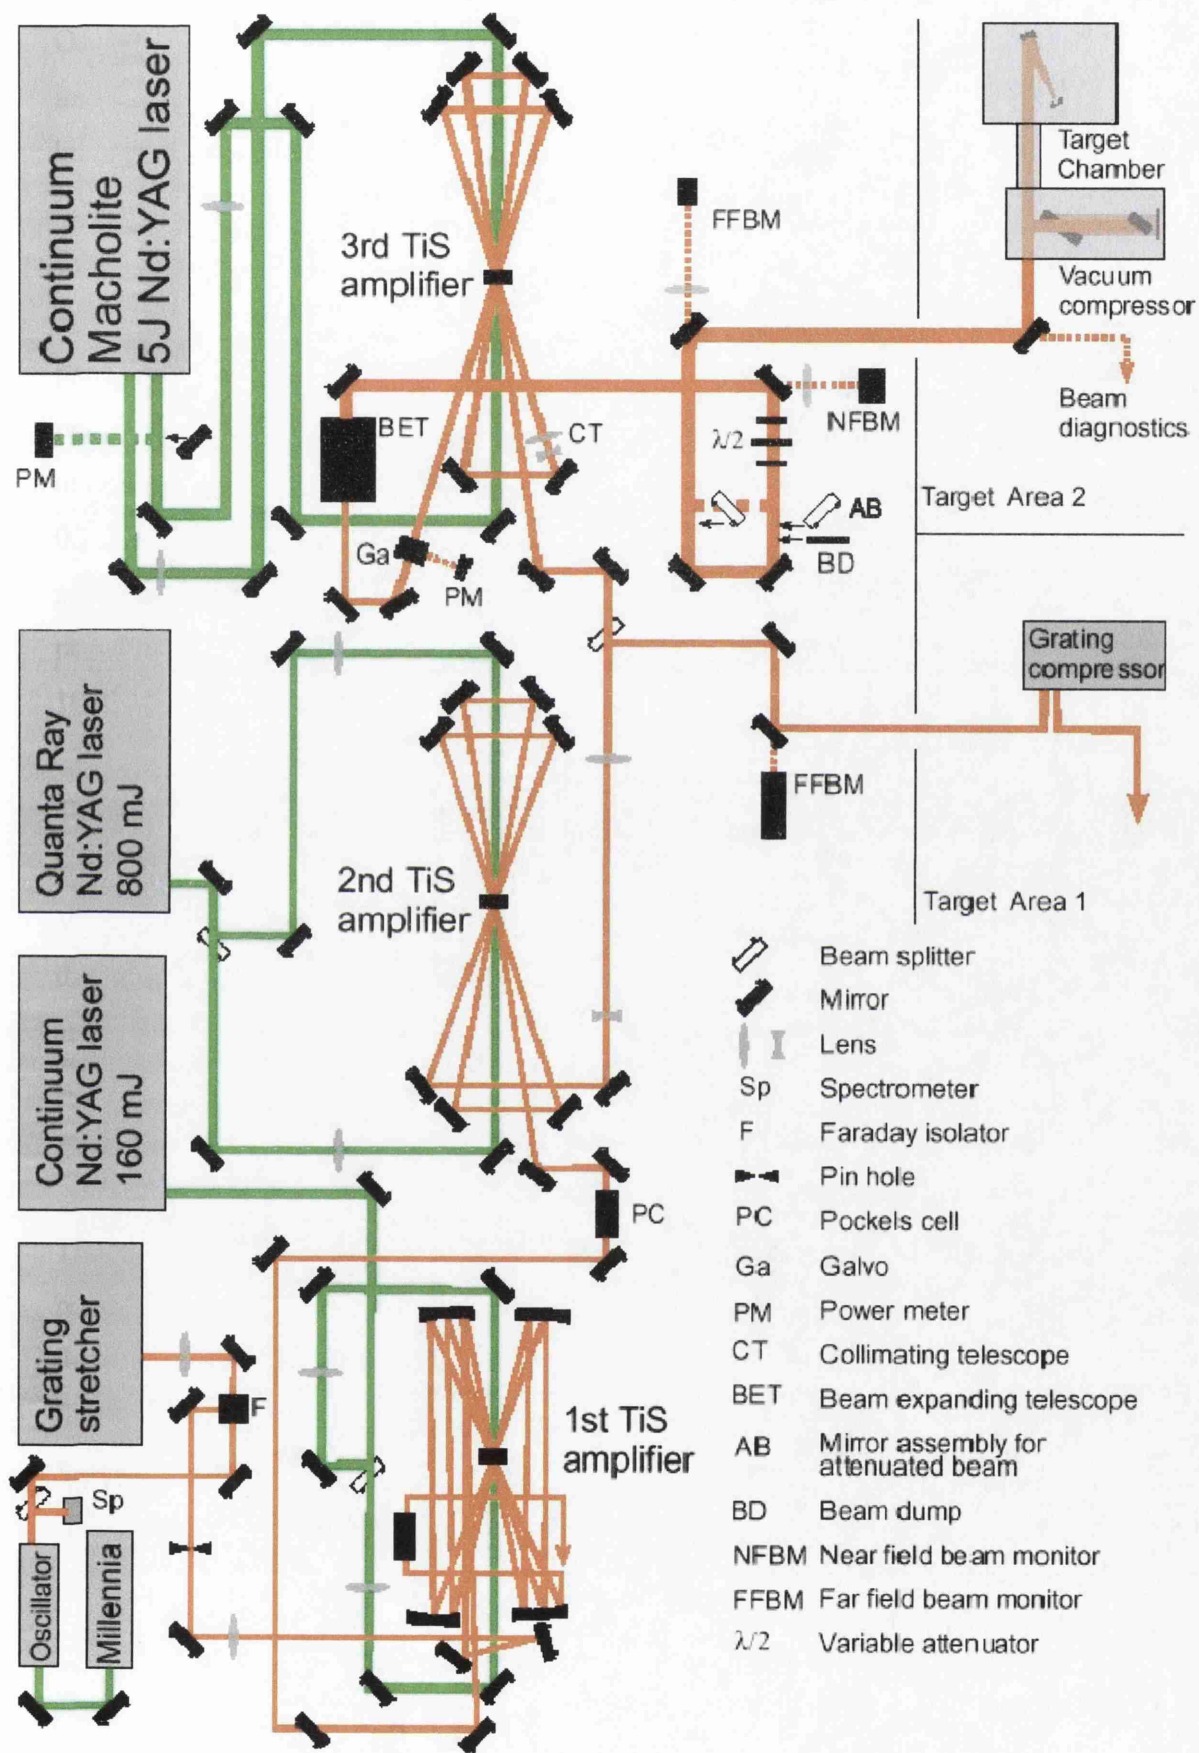 Continuum
Macholite
5J Nd:YAG laser
PM
3rd TiS
amplifier
BET
CT
Ga
PM
FFBM
NFBM
λ/2
AB
BD
Target
Chamber
Vacuum
compressor
Beam
diagnostics
Target Area 2
Grating
compressor
FFBM
Target Area 1
Quanta Ray
Nd:YAG laser
800 mJ
2nd TiS
amplifier
Continuum
Nd:YAG laser
160 mJ
PC
Grating
stretcher
F
Sp
Oscillator
Millennia
1st TiS
amplifier
Beam splitter
Mirror
Lens
Sp Spectrometer
F Faraday isolator
Pin hole
PC Pockels cell
Ga Galvo
PM Power meter
CT Collimating telescope
BET Beam expanding telescope
AB Mirror assembly for
attenuated beam
BD Beam dump
NFBM Near field beam monitor
FFBM Far field beam monitor
λ/2 Variable attenuator